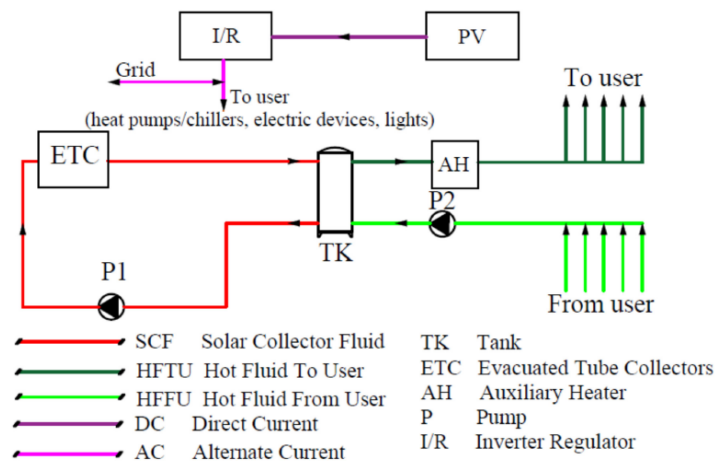 I/R
PV
Grid
To user
(heat pumps/chillers, electric devices, lights)
To user
ETC
AH
P2
TK
P1
From user
SCF Solar Collector Fluid
HFTU Hot Fluid To User
HFFU Hot Fluid From User
DC Direct Current
AC Alternate Current
TK Tank
ETC Evacuated Tube Collectors
AH Auxiliary Heater
P Pump
I/R Inverter Regulator